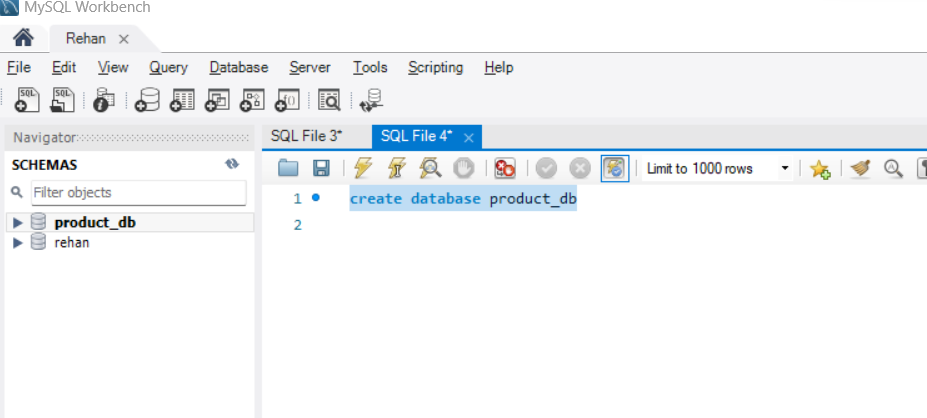 MySQL Workbench
Rehan
File Edit View Query Database Server Tools Scripting Help
SQL SQL
Navigator
SQL File 3* SQL File 4*
SCHEMAS
Limit to 1000 rows
Filter objects
1 create database product_db
product_db
2
rehan